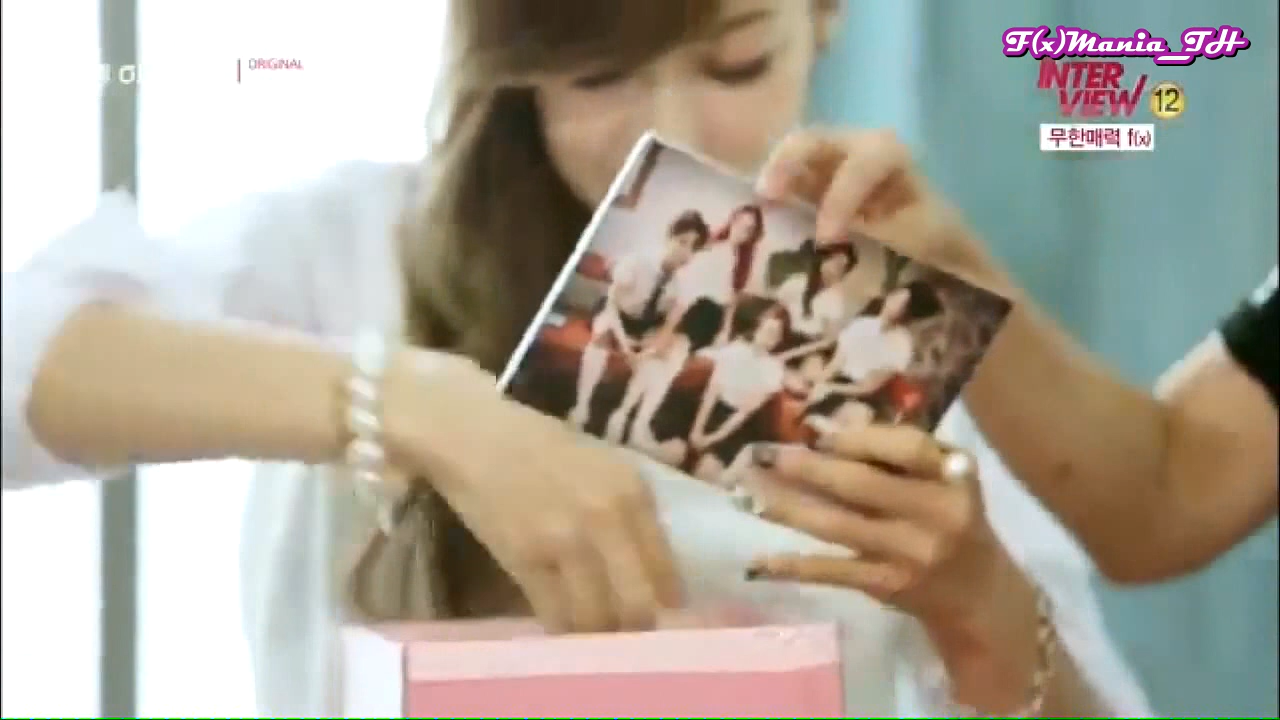 ORIGINAL
F(x)Mania_TH
INTER
VIEW 12
무한매력 f(x)